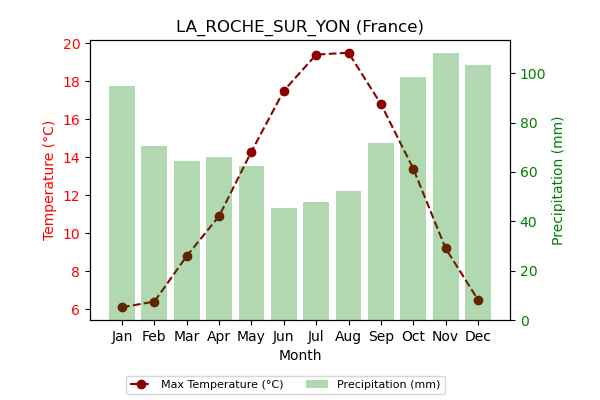 LA_ROCHE_SUR_YON (France)
Temperature (°C)
20
18
16
14
12
10
8
6
100
80
60
40
20
0
Precipitation (mm)
Jan Feb Mar Apr May Jun Jul Aug Sep Oct Nov Dec
Month
Max Temperature (°C) Precipitation (mm)